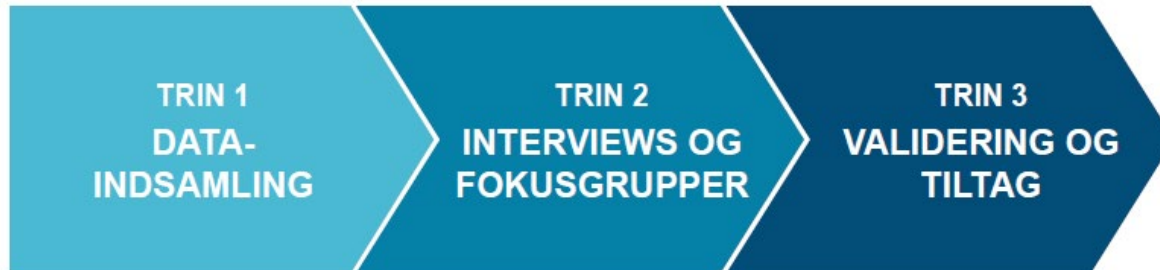 TRIN 1
DATA-
INDSAMLING
TRIN 2
INTERVIEWS OG
FOKUSGRUPPER
TRIN 3
VALIDERING OG
TILTAG